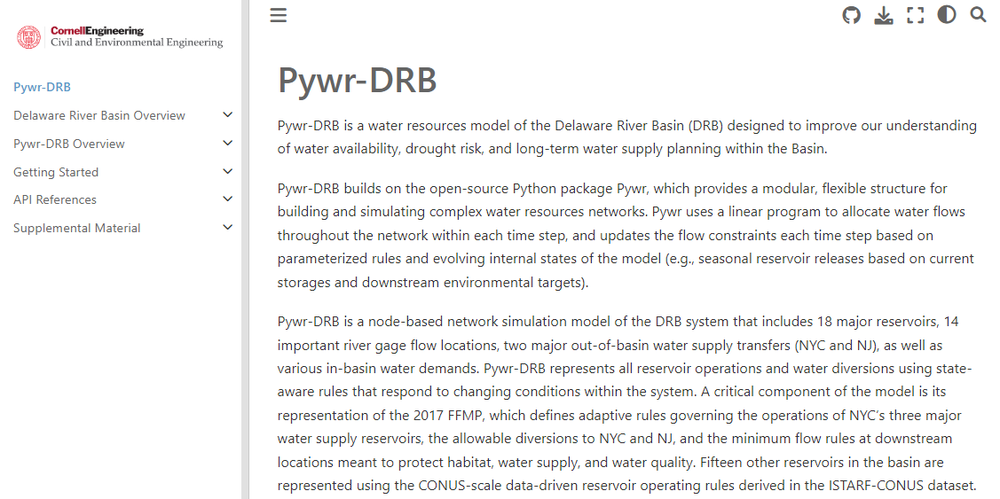 CornellEngineering
Civil and Environmental Engineering
Pywr-DRB
Delaware River Basin Overview
Pywr-DRB Overview
Getting Started
API References
Supplemental Material
Pywr-DRB
Pywr-DRB is a water resources model of the Delaware River Basin (DRB) designed to improve our understanding
of water availability, drought risk, and long-term water supply planning within the Basin.
Pywr-DRB builds on the open-source Python package Pywr, which provides a modular, flexible structure for
building and simulating complex water resources networks. Pywr uses a linear program to allocate water flows
throughout the network within each time step, and updates the flow constraints each time step based on
parameterized rules and evolving internal states of the model (e.g., seasonal reservoir releases based on current
storages and downstream environmental targets).
Pywr-DRB is a node-based network simulation model of the DRB system that includes 18 major reservoirs, 14
important river gage flow locations, two major out-of-basin water supply transfers (NYC and NJ), as well as
various in-basin water demands. Pywr-DRB represents all reservoir operations and water diversions using state-
aware rules that respond to changing conditions within the system. A critical component of the model is its
representation of the 2017 FFMP, which defines adaptive rules governing the operations of NYC’s three major
water supply reservoirs, the allowable diversions to NYC and NJ, and the minimum flow rules at downstream
locations meant to protect habitat, water supply, and water quality. Fifteen other reservoirs in the basin are
represented using the CONUS-scale data-driven reservoir operating rules derived in the ISTARF-CONUS dataset.